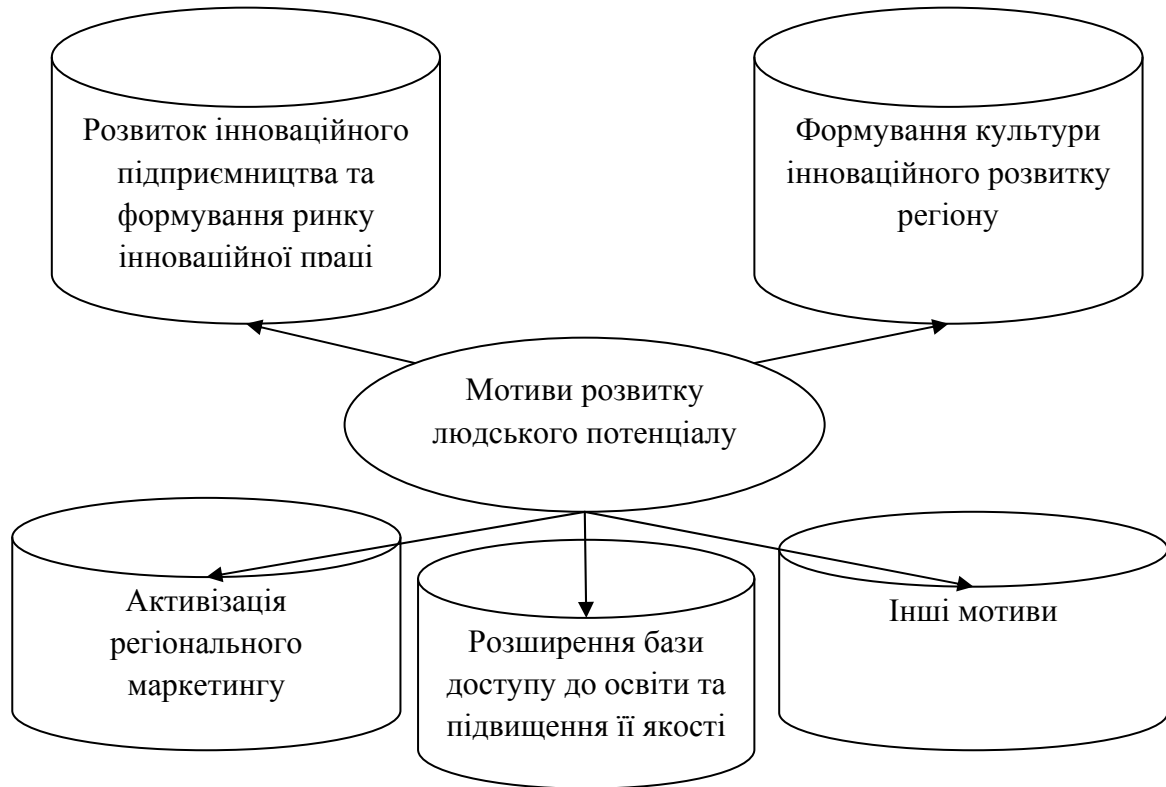 Розвиток інноваційного
підприємництва та
формування ринку
інноваційної праці
Формування культури
інноваційного розвитку
регіону
Мотиви розвитку
людського потенціалу
Активізація
регіонального
маркетингу
Розширення бази
доступу до освіти та
підвищення її якості
Інші мотиви